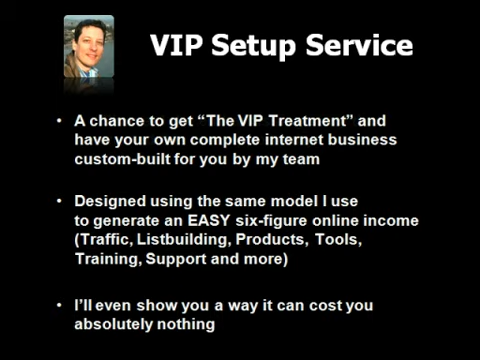 VIP Setup Service
• A chance to get “The VIP Treatment” and
have your own complete internet business
custom-built for you by my team
• Designed using the same model I use
to generate an EASY six-figure online income
(Traffic, Listbuilding, Products, Tools,
Training, Support and more)
• I’ll even show you a way it can cost you
absolutely nothing